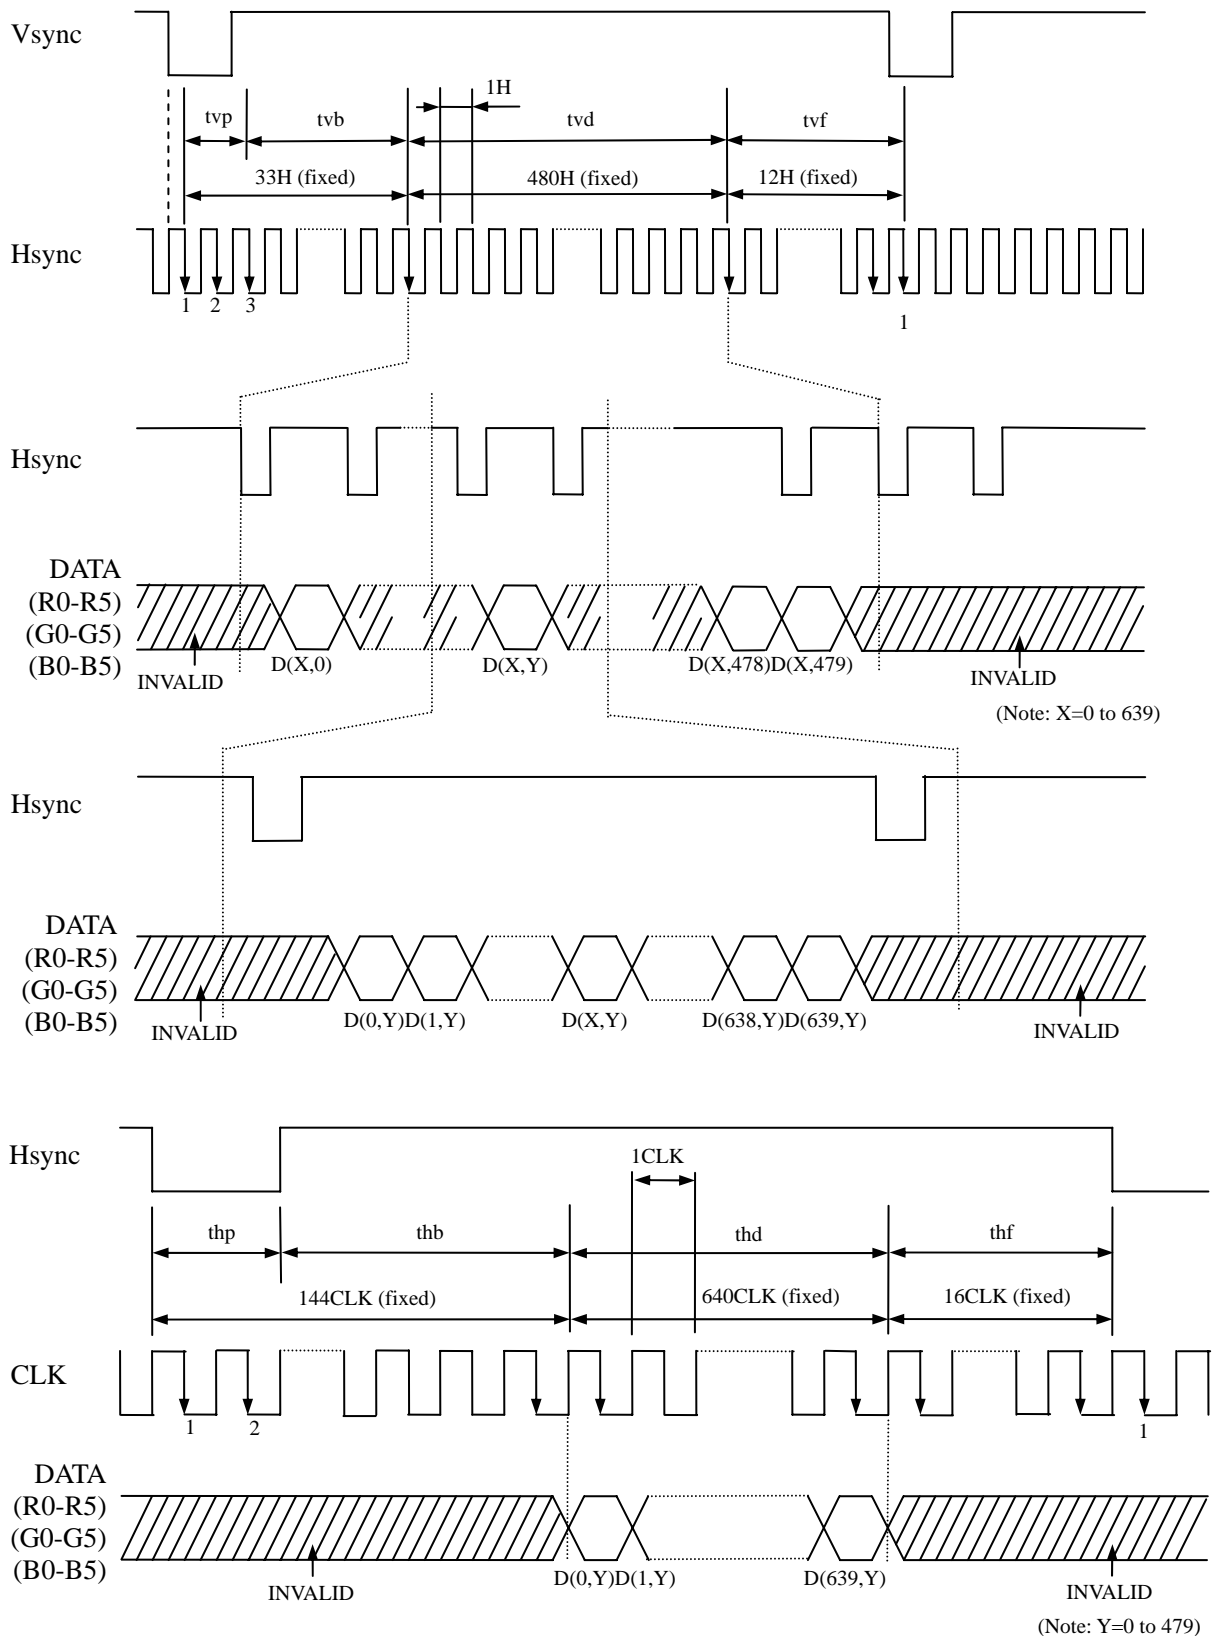 Vsync
1H
tvp tvb tvd tvf
33H (fixed) 480H (fixed) 12H (fixed)
Hsync
1 2 3 1
Hsync
DATA
(R0-R5)
(G0-G5)
(B0-B5)
D(X,0) D(X,Y) D(X,478)D(X,479)
INVALID INVALID
(Note: X=0 to 639)
Hsync
DATA
(R0-R5)
(G0-G5)
(B0-B5)
D(0,Y)D(1,Y) D(X,Y) D(638,Y)D(639,Y)
INVALID INVALID
Hsync
1CLK
thp thb thd thf
144CLK (fixed) 640CLK (fixed) 16CLK (fixed)
CLK
1 2 1
DATA
(R0-R5)
(G0-G5)
(B0-B5)
D(0,Y)D(1,Y) D(639,Y)
INVALID INVALID
(Note: Y=0 to 479)